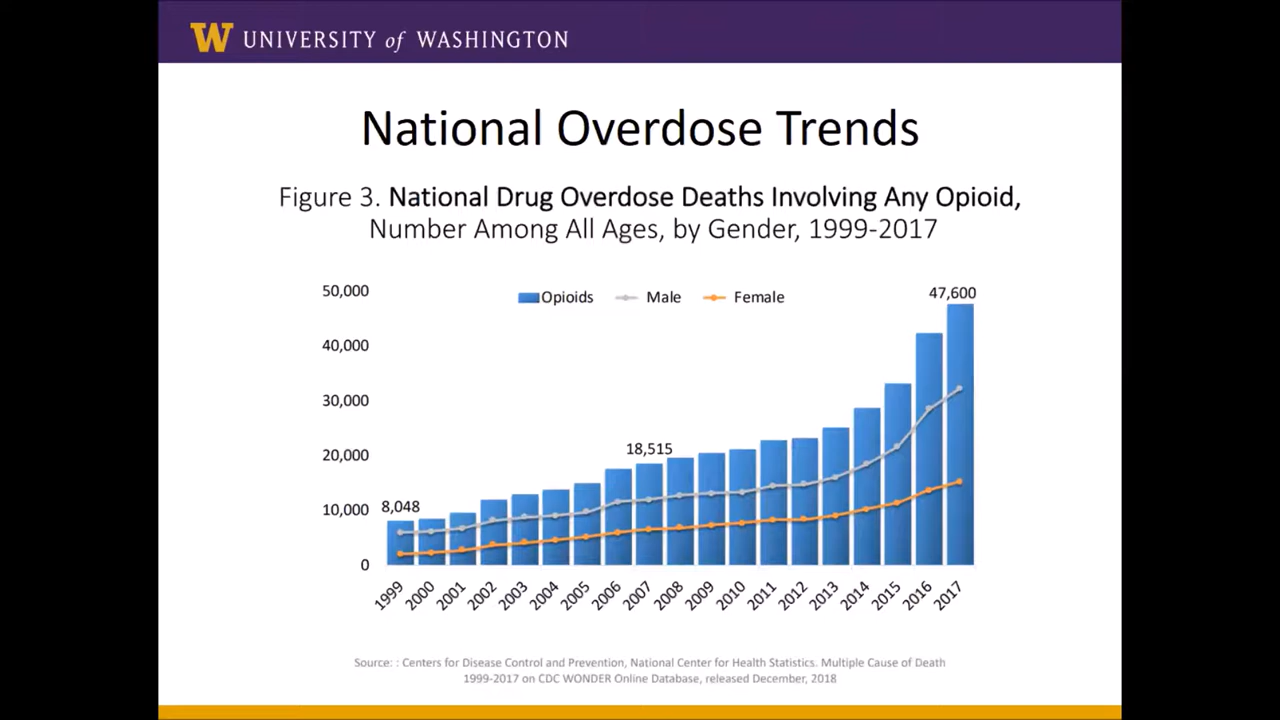 W UNIVERSITY of WASHINGTON
National Overdose Trends
Figure 3. National Drug Overdose Deaths Involving Any Opioid,
Number Among All Ages, by Gender, 1999-2017
Opioids Male Female
50,000
40,000
30,000
20,000
10,000
0
8,048
18,515
47,600
1999 2000 2001 2002 2003 2004 2005 2006 2007 2008 2009 2010 2011 2012 2013 2014 2015 2016 2017
Source: : Centers for Disease Control and Prevention, National Center for Health Statistics. Multiple Cause of Death
1999-2017 on CDC WONDER Online Database, released December, 2018